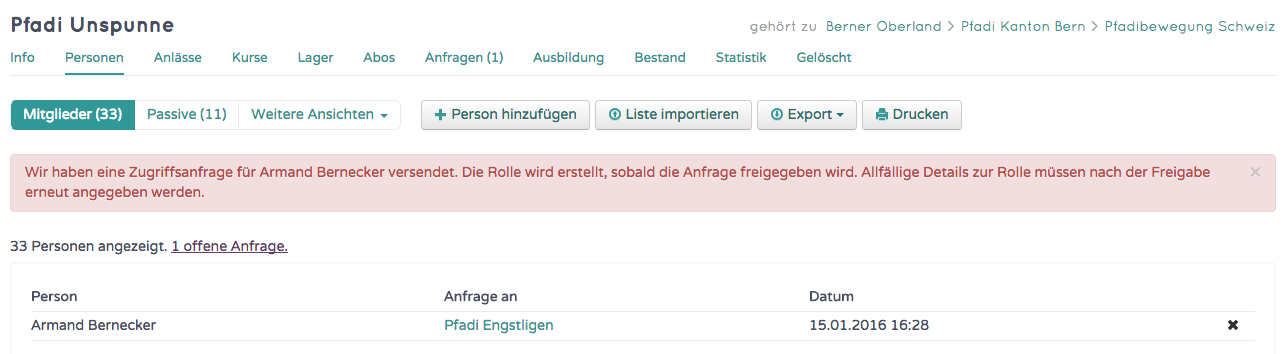 Pfadi Unspunne
gehört zu Berner Oberland > Pfadi Kanton Bern > Pfadibewegung Schweiz
Info Personen Anlässe Kurse Lager Abos Anfragen (1) Ausbildung Bestand Statistik Gelöscht
Mitglieder (33) Passive (11) Weitere Ansichten Person hinzufügen Liste importieren Export Drucken
Wir haben eine Zugriffsanfrage für Armand Bernecker versendet. Die Rolle wird erstellt, sobald die Anfrage freigegeben wird. Allfällige Details zur Rolle müssen nach der Freigabe
erneut angegeben werden.
33 Personen angezeigt. 1 offene Anfrage.
Person Anfrage an Datum
Armand Bernecker Pfadi Engstligen 15.01.2016 16:28